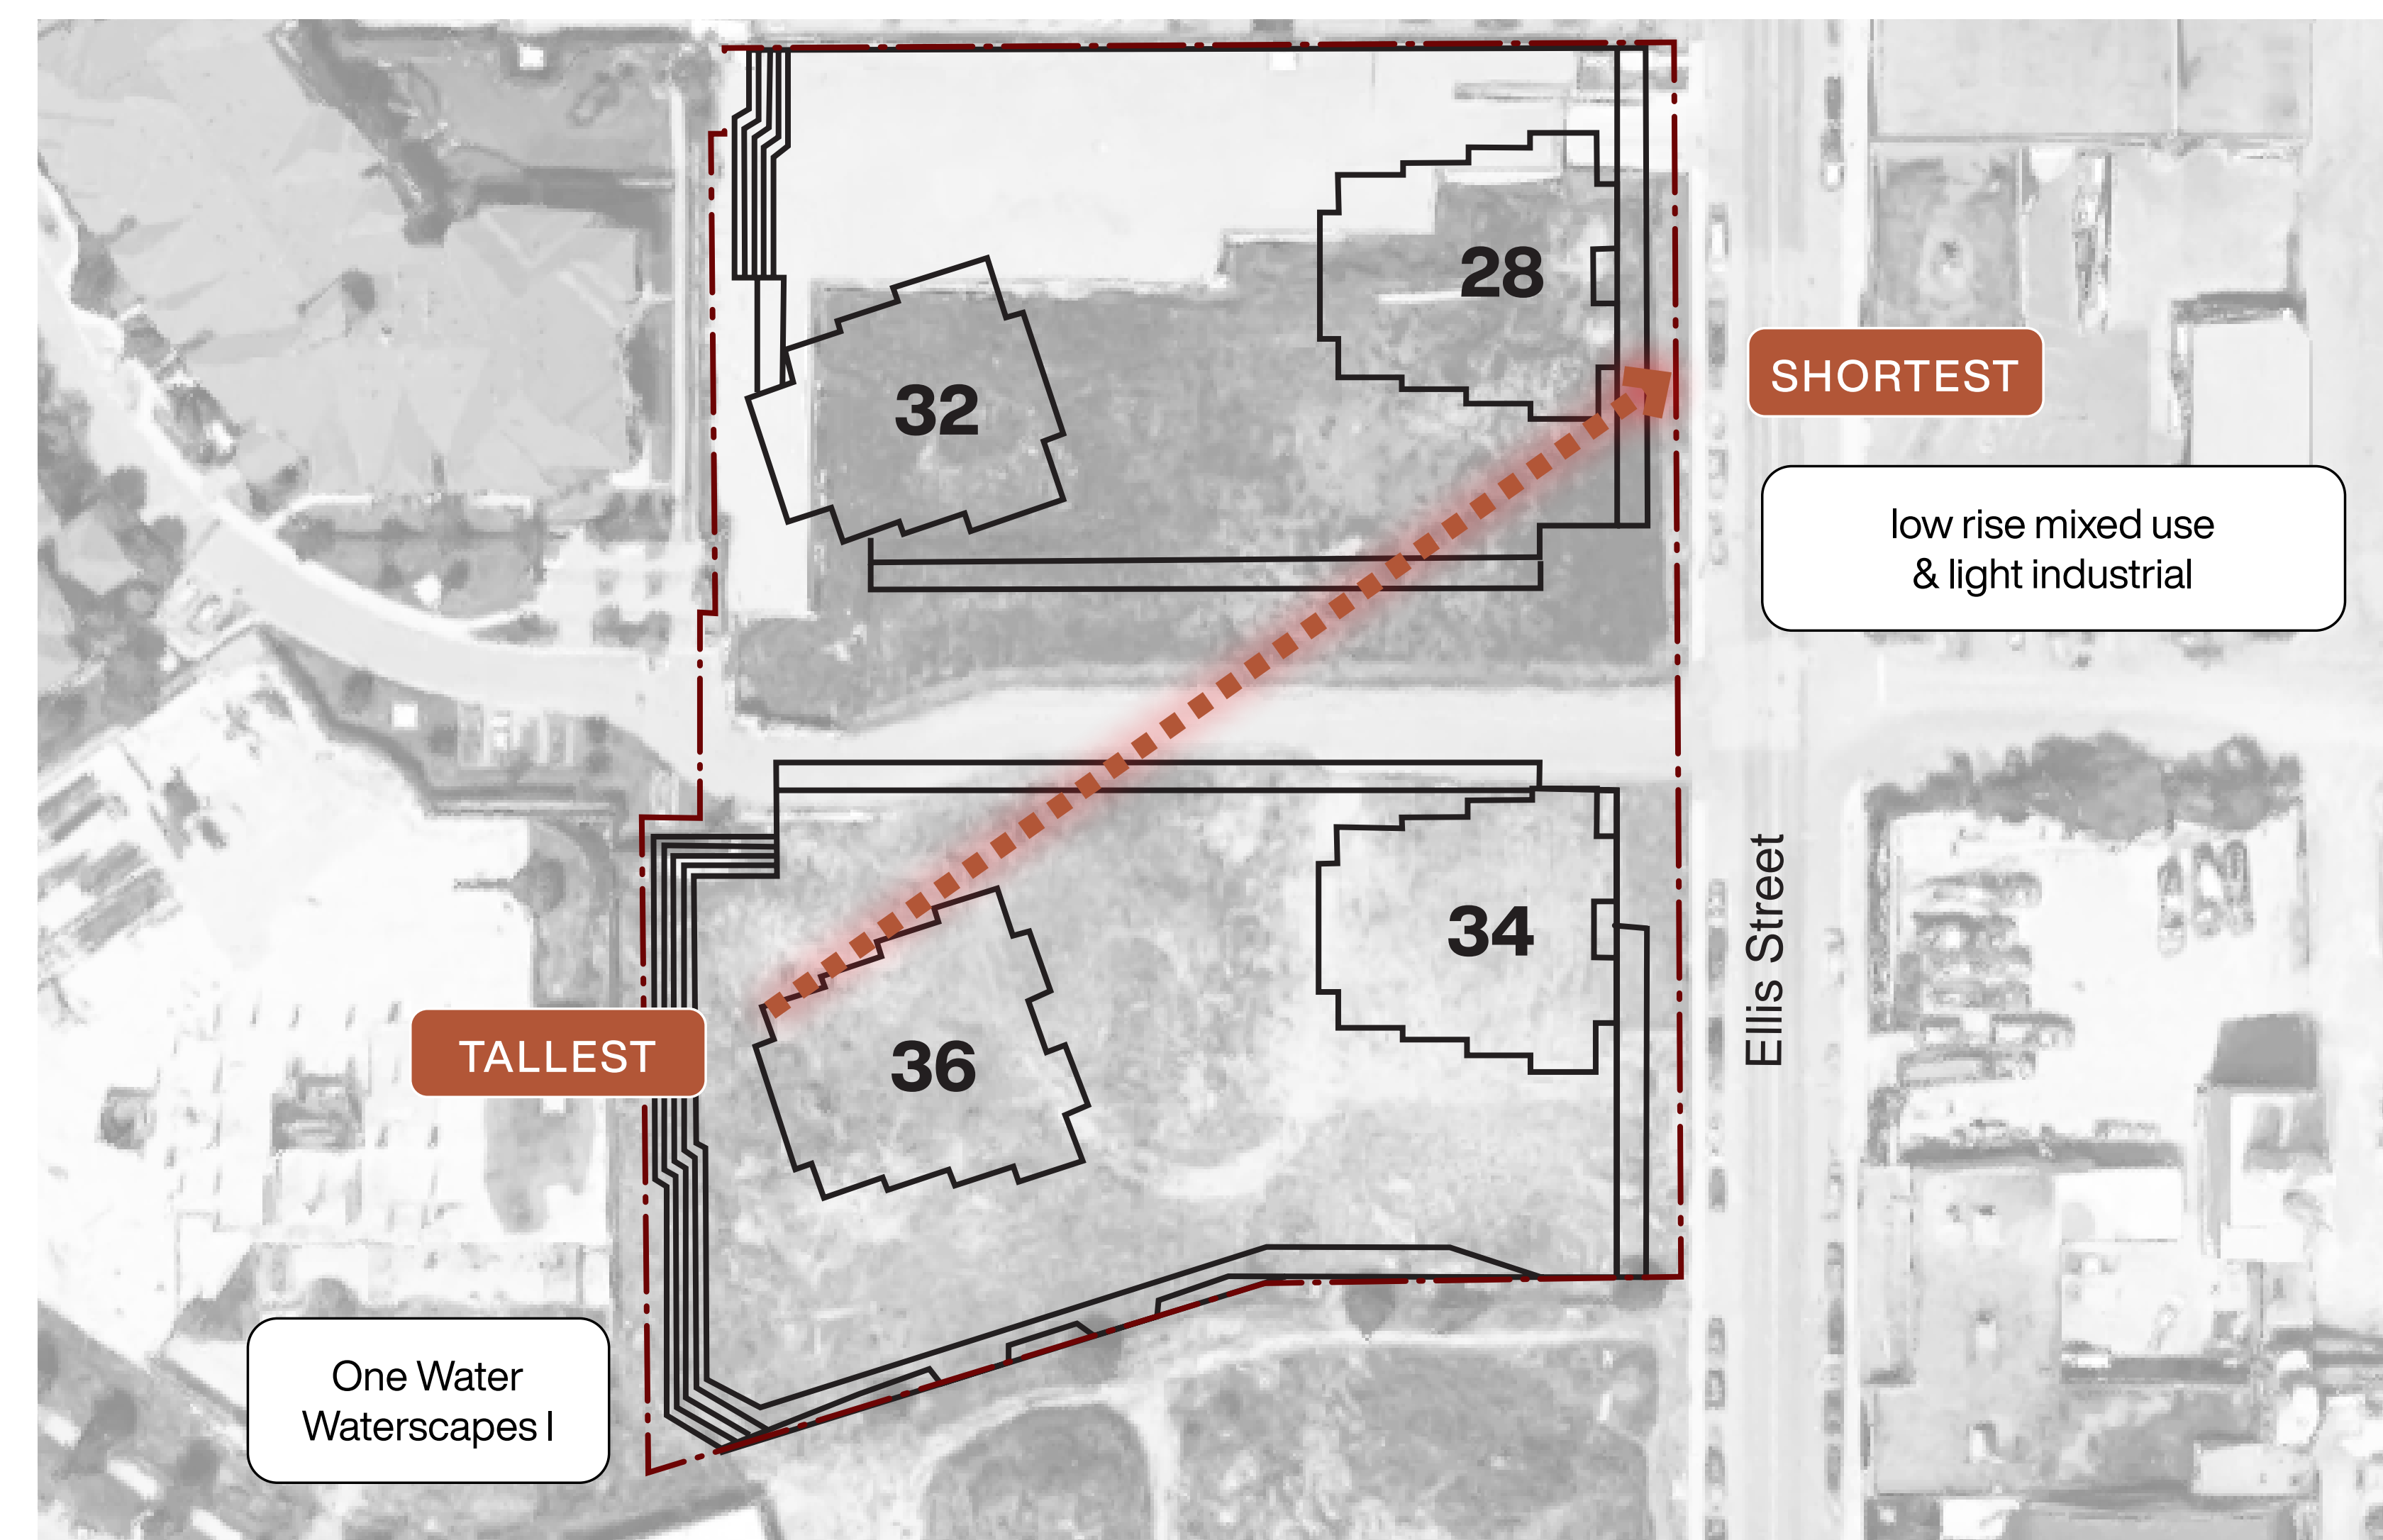 28
SHORTEST
32
low rise mixed use
& light industrial
Ellis Street
34
TALLEST
36
One Water
Waterscapes I